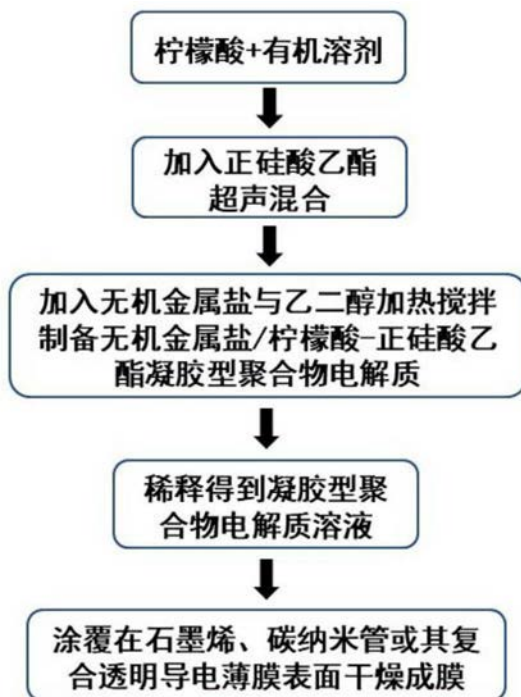 柠檬酸+有机溶剂
加入正硅酸乙酯
超声混合
加入无机金属盐与乙二醇加热搅拌
制备无机金属盐/柠檬酸-正硅酸乙
酯凝胶型聚合物电解质
稀释得到凝胶型聚
合物电解质溶液
涂覆在石墨烯、碳纳米管或其复
合透明导电薄膜表面干燥成膜